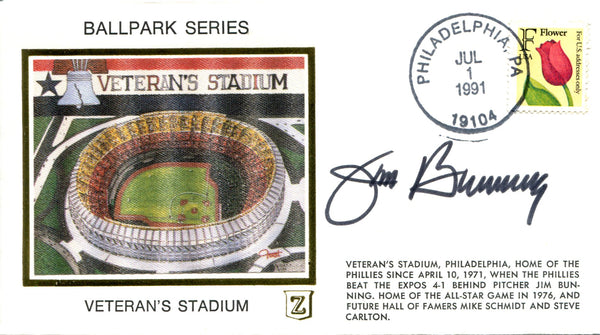 BALLPARK SERIES
VETERAN'S STADIUM
VETERAN'S STADIUM
Z
PHILADELPHIA, PA
JUL
1
1991
19104
F Flower
For U.S. addresses only
USA
Jim Bunning
VETERAN'S STADIUM, PHILADELPHIA, HOME OF THE
PHILLIES SINCE APRIL 10, 1971, WHEN THE PHILLIES
BEAT THE EXPOS 4-1 BEHIND PITCHER JIM BUN-
NING. HOME OF THE ALL-STAR GAME IN 1976, AND
FUTURE HALL OF FAMERS MIKE SCHMIDT AND STEVE
CARLTON.